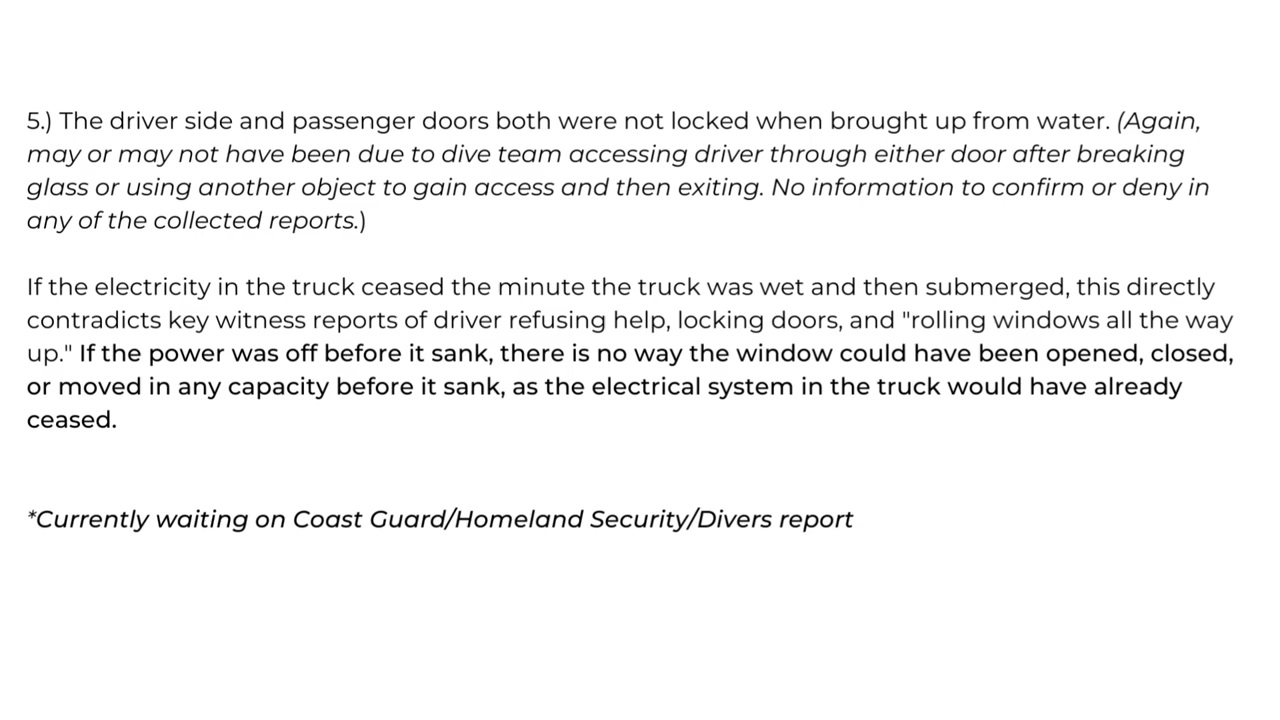 5.) The driver side and passenger doors both were not locked when brought up from water. (Again,
may or may not have been due to dive team accessing driver through either door after breaking
glass or using another object to gain access and then exiting. No information to confirm or deny in
any of the collected reports.)
If the electricity in the truck ceased the minute the truck was wet and then submerged, this directly
contradicts key witness reports of driver refusing help, locking doors, and "rolling windows all the way
up." If the power was off before it sank, there is no way the window could have been opened, closed,
or moved in any capacity before it sank, as the electrical system in the truck would have already
ceased.
*Currently waiting on Coast Guard/Homeland Security/Divers report